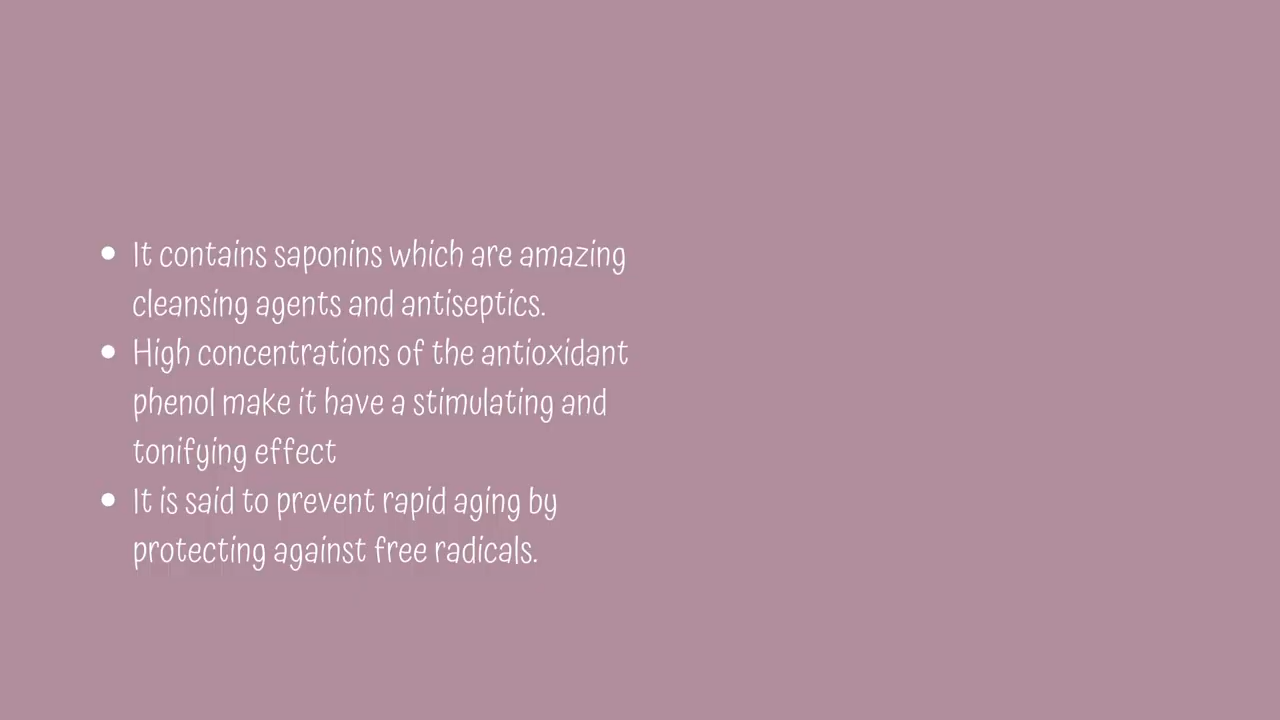 • It contains saponins which are amazing
cleansing agents and antiseptics.
• High concentrations of the antioxidant
phenol make it have a stimulating and
tonifying effect
• It is said to prevent rapid aging by
protecting against free radicals.